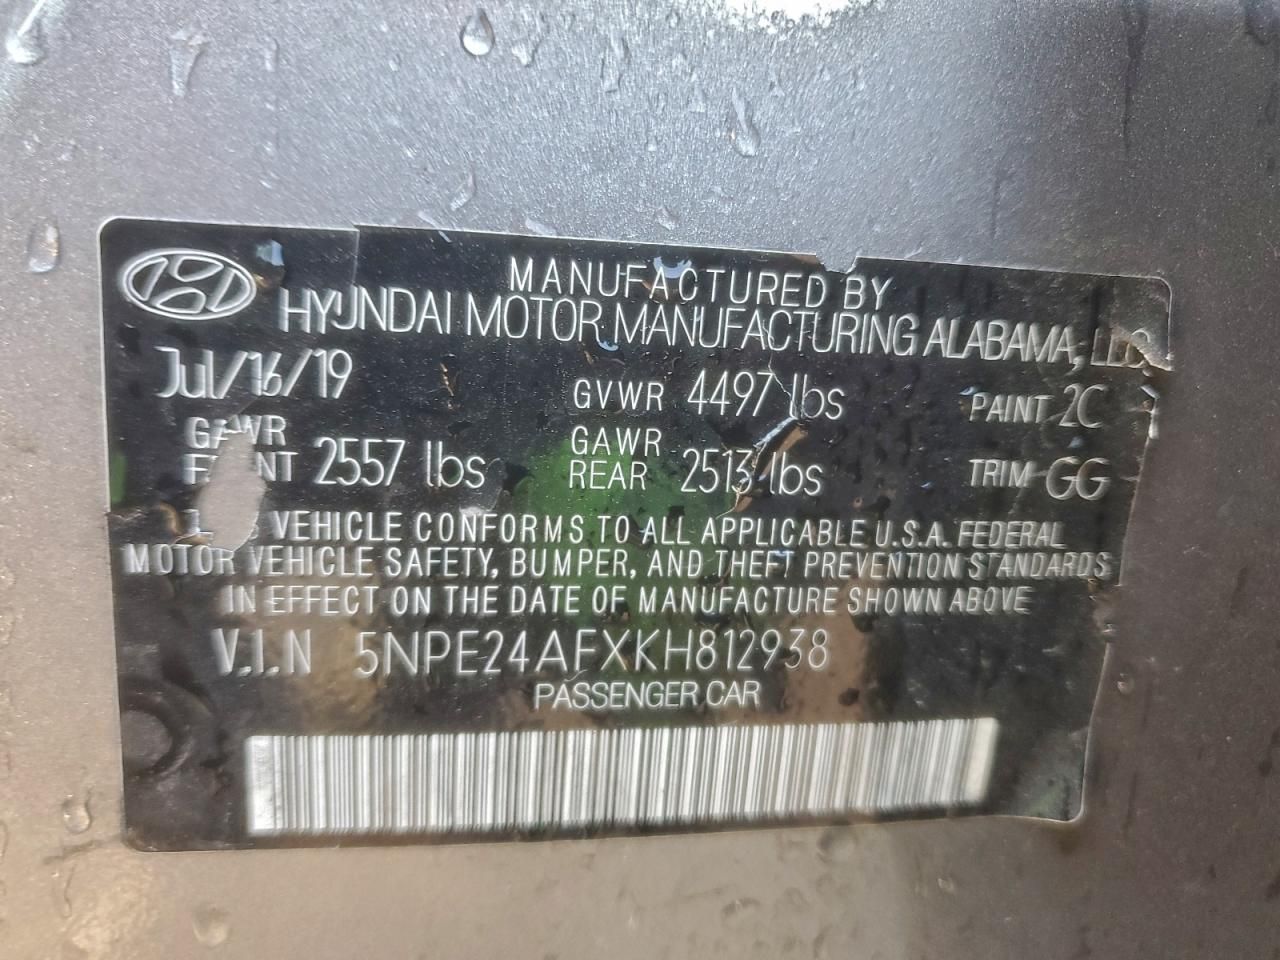 MANUFACTURED BY
HYUNDAI MOTOR MANUFACTURING ALABAMA, LLC
Jul/16/19 GVWR 4497 lbs PAINT 2C
GAWR FRONT 2557 lbs GAWR REAR 2513 lbs TRIM GG
VEHICLE CONFORMS TO ALL APPLICABLE U.S.A. FEDERAL
MOTOR VEHICLE SAFETY, BUMPER, AND THEFT PREVENTION STANDARDS
IN EFFECT ON THE DATE OF MANUFACTURE SHOWN ABOVE
V.I.N 5NPE24AFXKH812938
PASSENGER CAR